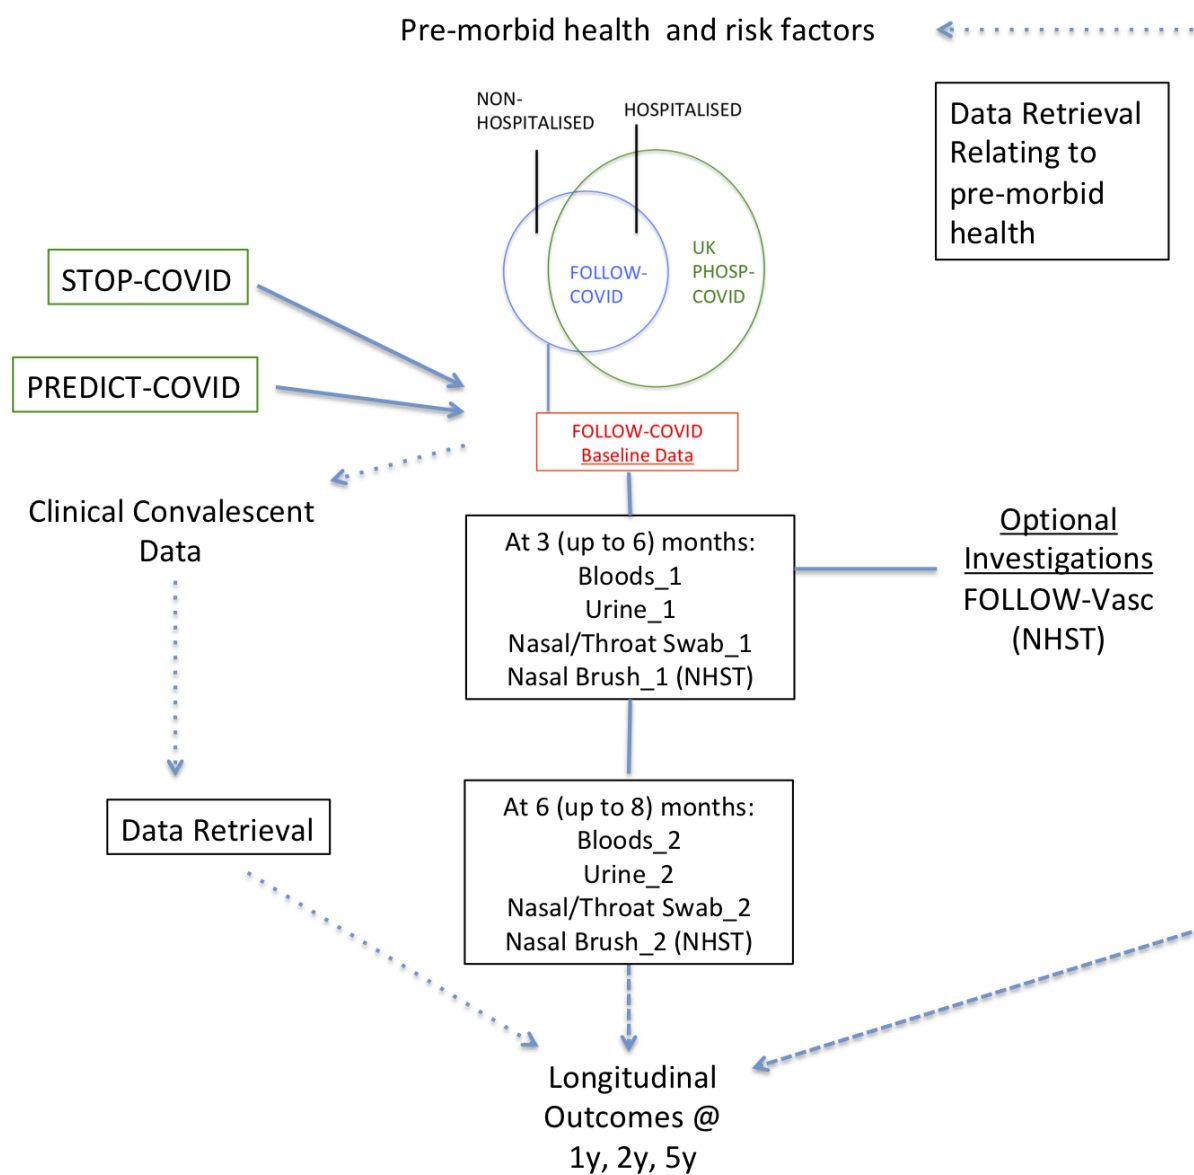 Pre-morbid health and risk factors
NON-
HOSPITALISED
HOSPITALISED
Data Retrieval
Relating to
pre-morbid
health
FOLLOW-
COVID
UK
PHOSP-
COVID
STOP-COVID
PREDICT-COVID
FOLLOW-COVID
Baseline Data
Clinical Convalescent
Data
At 3 (up to 6) months:
Bloods_1
Urine_1
Nasal/Throat Swab_1
Nasal Brush_1 (NHST)
Optional
Investigations
FOLLOW-Vasc
(NHST)
Data Retrieval
At 6 (up to 8) months:
Bloods_2
Urine_2
Nasal/Throat Swab_2
Nasal Brush_2 (NHST)
Longitudinal
Outcomes @
1y, 2y, 5y